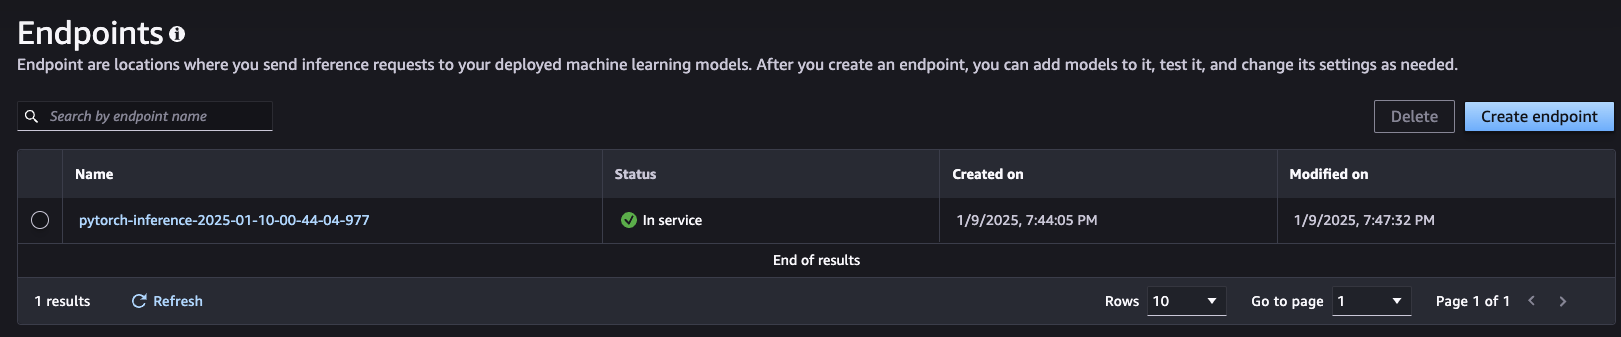 Endpoints
Endpoint are locations where you send inference requests to your deployed machine learning models. After you create an endpoint, you can add models to it, test it, and change its settings as needed.
Search by endpoint name
Delete
Create endpoint
Name Status Created on Modified on
pytorch-inference-2025-01-10-00-44-04-977 In service 1/9/2025, 7:44:05 PM 1/9/2025, 7:47:32 PM
End of results
1 results Refresh Rows 10 Go to page 1 Page 1 of 1